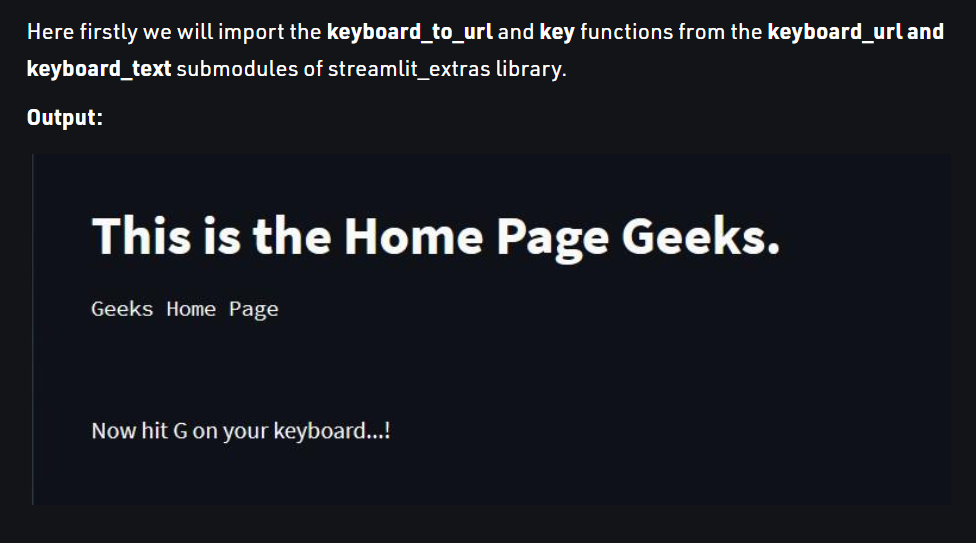 Here firstly we will import the keyboard_to_url and key functions from the keyboard_url and
keyboard_text submodules of streamlit_extras library.
Output:
This is the Home Page Geeks.
Geeks Home Page
Now hit G on your keyboard...!